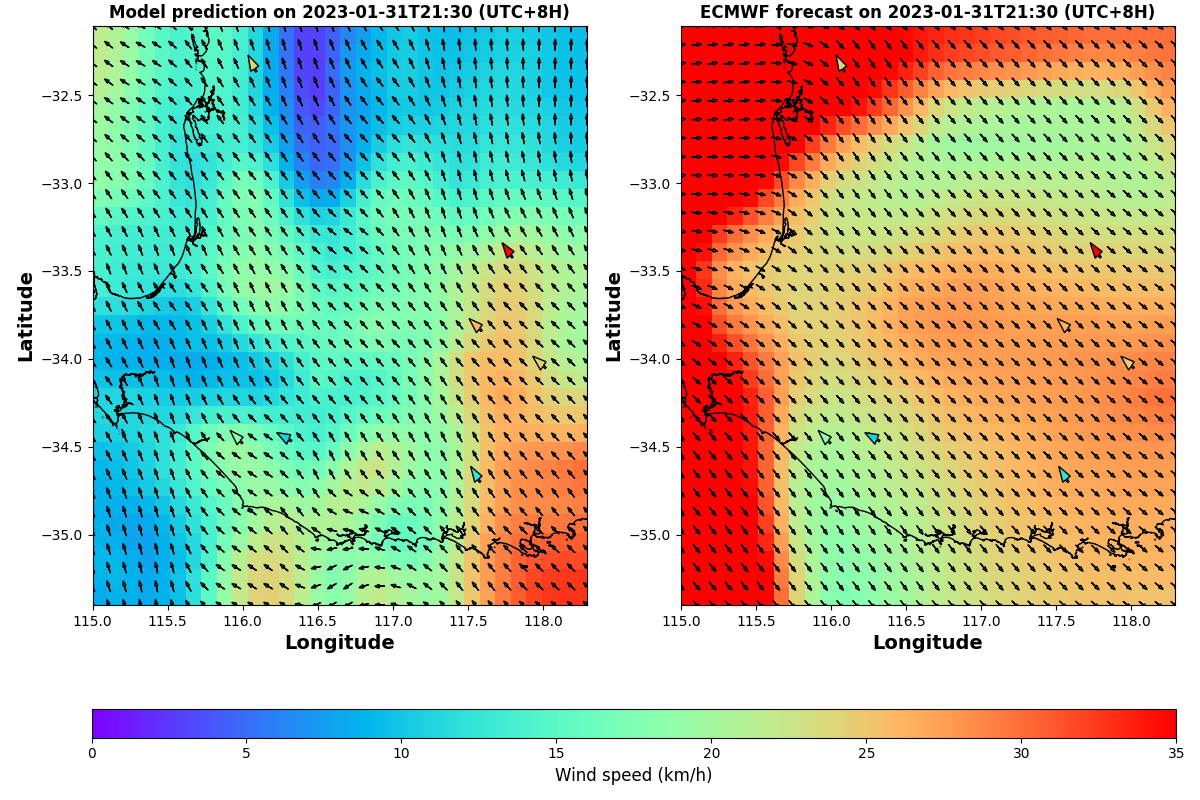 Model prediction on 2023-01-31T21:30 (UTC+8H)
ECMWF forecast on 2023-01-31T21:30 (UTC+8H)
Latitude
−32.5
−33.0
−33.5
−34.0
−34.5
−35.0
115.0 115.5 116.0 116.5 117.0 117.5 118.0
Longitude
Latitude
−32.5
−33.0
−33.5
−34.0
−34.5
−35.0
115.0 115.5 116.0 116.5 117.0 117.5 118.0
Longitude
0 5 10 15 20 25 30 35
Wind speed (km/h)